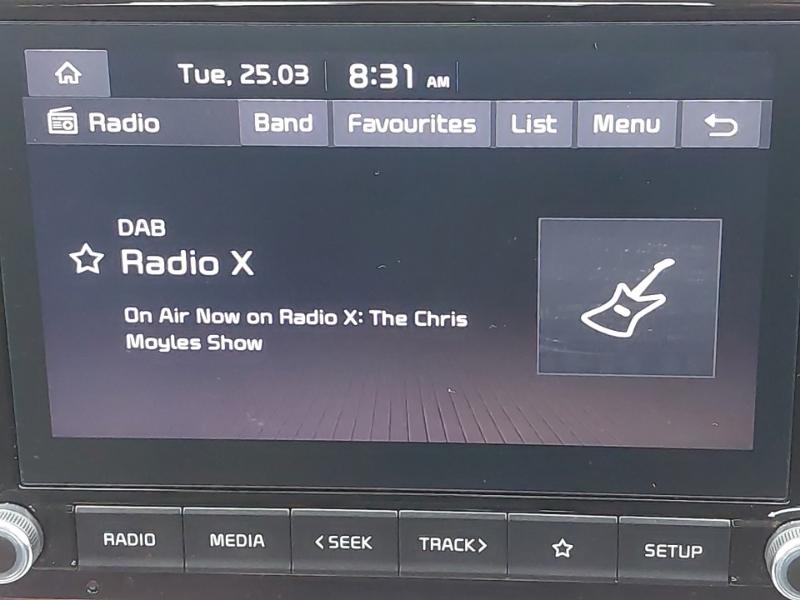 Tue, 25.03 8:31 AM
Radio Band Favourites List Menu
DAB
Radio X
On Air Now on Radio X: The Chris
Moyles Show
RADIO MEDIA <SEEK TRACK> SETUP